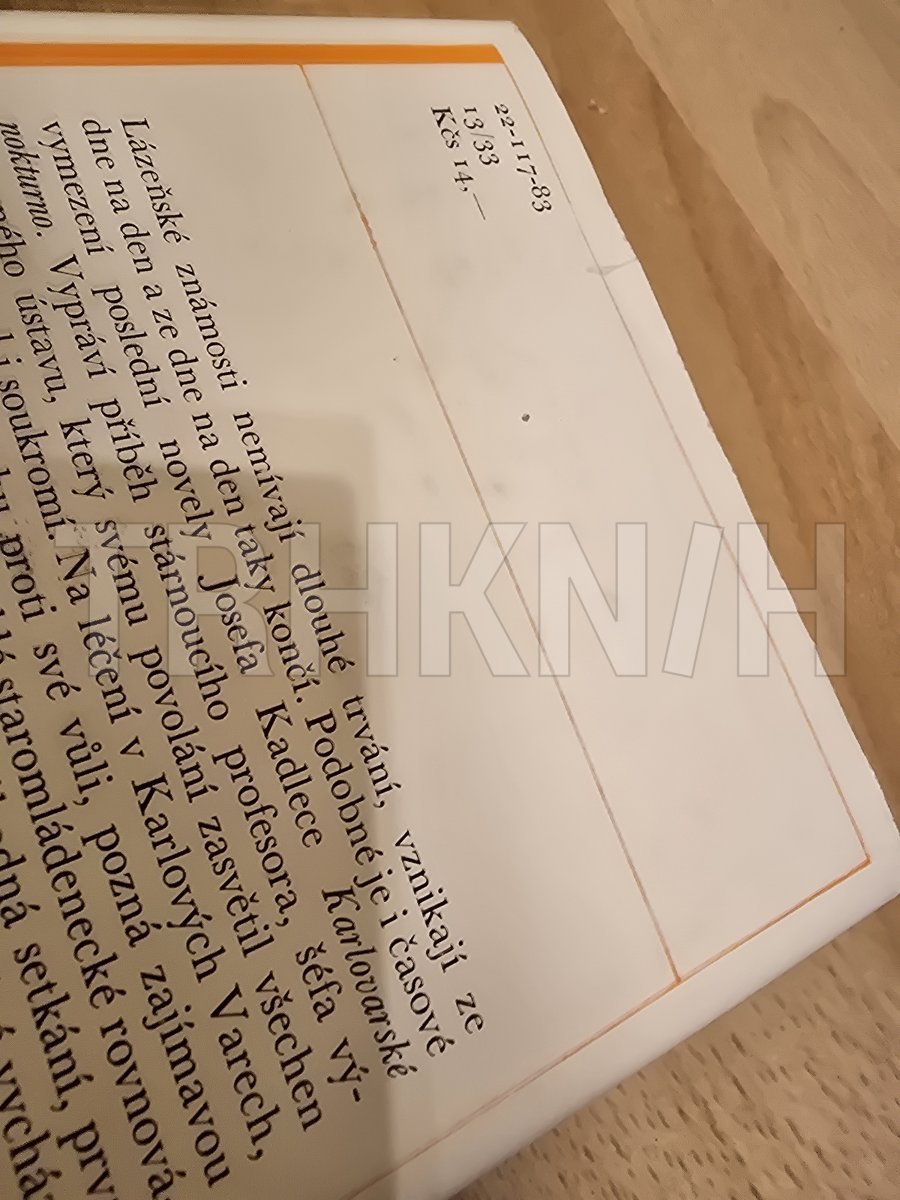 22-117-83
13/33
Kčs 14,—
Lázeňské známosti nemívají dlouhé trvání, vznikají ze
dne na den a ze dne na den taky končí. Podobné je i časové
vymezení poslední novely Josefa Kadlece Karlovarské
nokturno. Vypráví příběh stárnoucího profesora, šéfa vý-
ného ústavu, který svému povolání zasvětil všechen
i soukromí. Na léčení v Karlových Varech,
proti své vůli, pozná zajímavou
staromládenecké rovnová-
setkání, prv
vychá
TBHKN/H